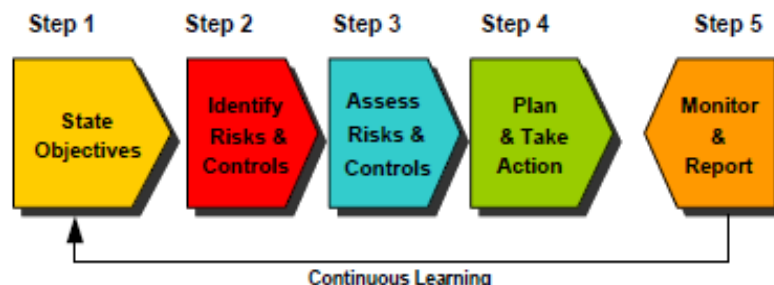 Step 1
Step 2
Step 3
Step 4
Step 5
State
Objectives
Identify
Risks &
Controls
Assess
Risks &
Controls
Plan
& Take
Action
Monitor
&
Report
Continuous Learning